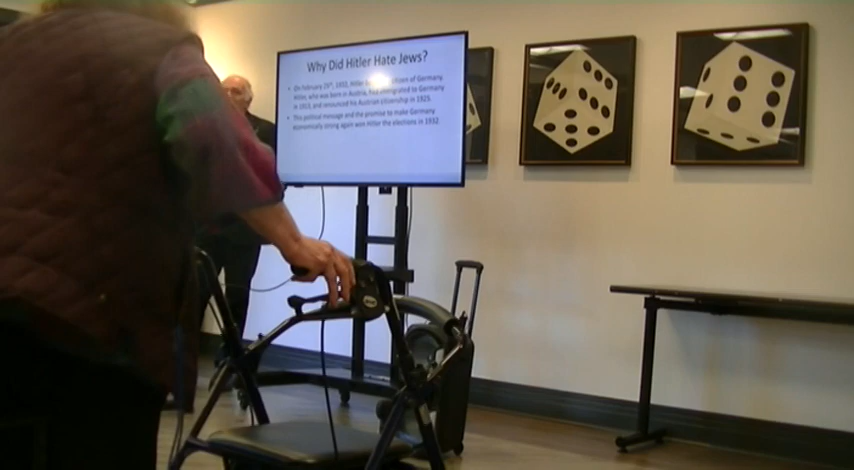 Why Did Hitler Hate Jews?
• On February 25th, 1932, Hitler citizen of Germany.
Hitler, who was born in Austria, had emigrated to Germany
in 1913, and renounced his Austrian citizenship in 1925.
• This political message and the promise to make Germany
economically strong again won Hitler the elections in 1932